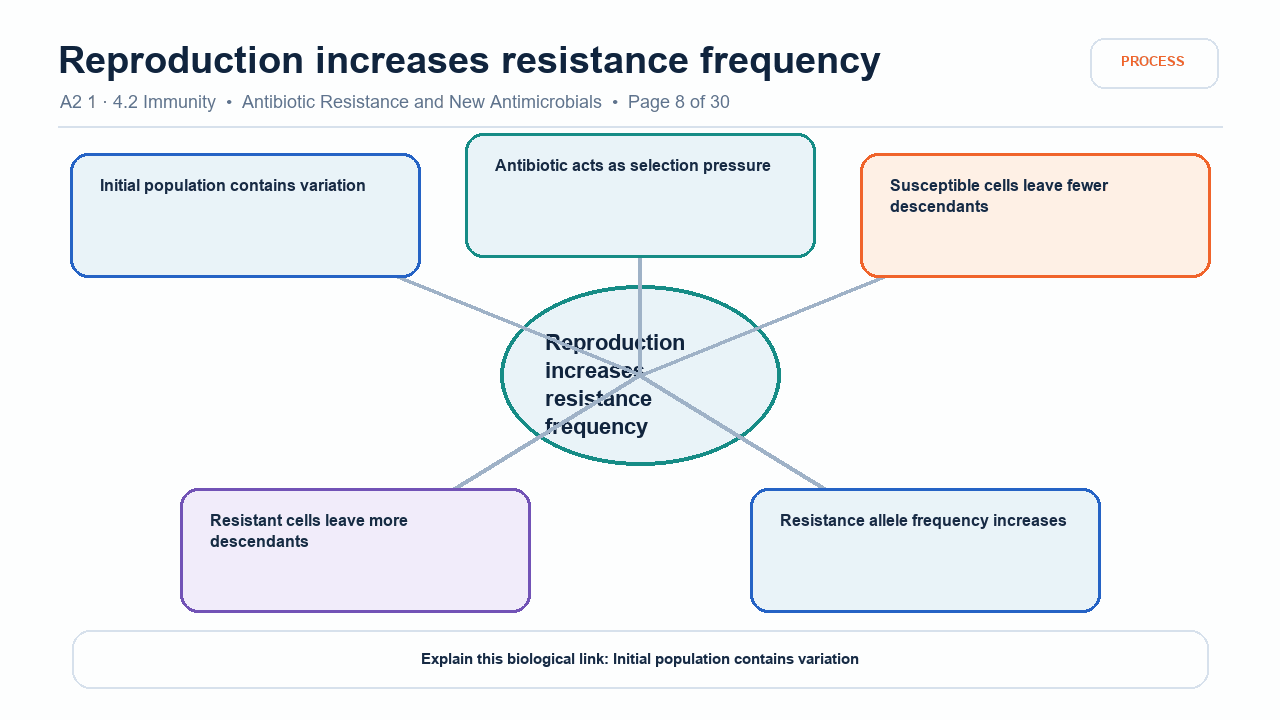 Reproduction increases resistance frequency
PROCESS
A2 1 · 4.2 Immunity • Antibiotic Resistance and New Antimicrobials • Page 8 of 30
Initial population contains variation
Antibiotic acts as selection pressure
Susceptible cells leave fewer
descendants
Reproduction
increases
resistance
frequency
Resistant cells leave more
descendants
Resistance allele frequency increases
Explain this biological link: Initial population contains variation